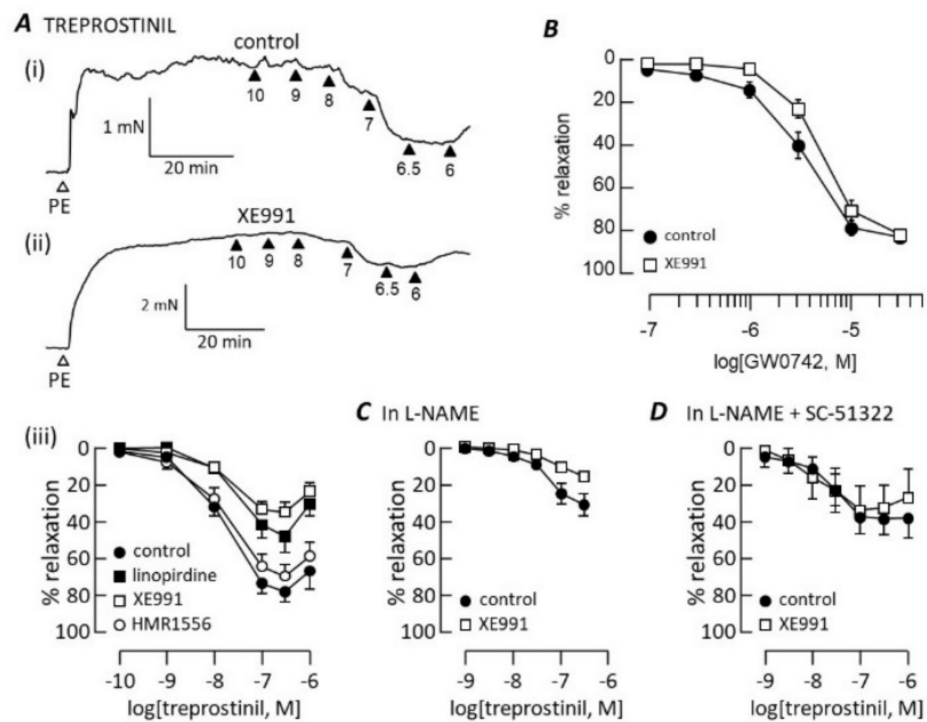 A TREPROSTINIL
(i)
control
10 9 8 7 6.5 6
1 mN
20 min
PE
(ii)
XE991
10 9 8 7 6.5 6
2 mN
20 min
PE
B
% relaxation
0
20
40
60
80
100
control
XE991
-7 -6 -5
log[GW0742, M]
(iii)
% relaxation
0
20
40
60
80
100
control
linopirdine
XE991
HMR1556
-10 -9 -8 -7 -6
log[treprostinil, M]
C In L-NAME
% relaxation
0
20
40
60
80
100
control
XE991
-9 -8 -7 -6
log[treprostinil, M]
D In L-NAME + SC-51322
% relaxation
0
20
40
60
80
100
control
XE991
-9 -8 -7 -6
log[treprostinil, M]